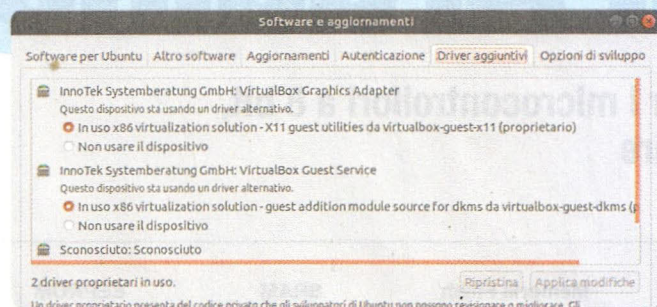 Software e aggiornamenti
Software per Ubuntu Altro software Aggiornamenti Autenticazione Driver aggiuntivi Opzioni di sviluppo
InnoTek Systemberatung GmbH: VirtualBox Graphics Adapter
Questo dispositivo sta usando un driver alternativo.
In uso x86 virtualization solution - X11 guest utilities da virtualbox-guest-x11 (proprietario)
Non usare il dispositivo
InnoTek Systemberatung GmbH: VirtualBox Guest Service
Questo dispositivo sta usando un driver alternativo.
In uso x86 virtualization solution - guest addition module source for dkms da virtualbox-guest-dkms (p
Non usare il dispositivo
Sconosciuto: Sconosciuto
2 driver proprietari in uso.
Ripristina Applica modifiche
Un driver proprietario presenta del codice privato che gli sviluppatori di Ubuntu non possono revisionare o migliorare. Gli